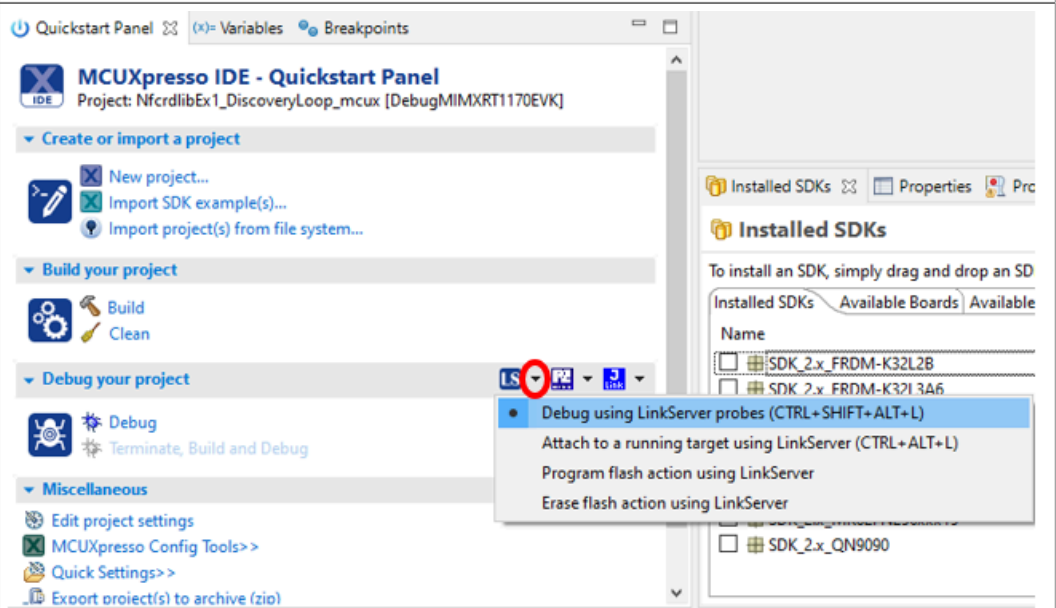 Quickstart Panel
(x)= Variables
Breakpoints
IDE
MCUXpresso IDE - Quickstart Panel
Project: NfcrdlibEx1_DiscoveryLoop_mcux [DebugMIMXRT1170EVK]
Create or import a project
New project...
Import SDK example(s)...
Import project(s) from file system...
Build your project
Build
Clean
Debug your project
LS
Link
Debug
Terminate, Build and Debug
Debug using LinkServer probes (CTRL+SHIFT+ALT+L)
Attach to a running target using LinkServer (CTRL+ALT+L)
Program flash action using LinkServer
Erase flash action using LinkServer
Miscellaneous
Edit project settings
MCUXpresso Config Tools>>
Quick Settings>>
Export project(s) to archive (zip)
Installed SDKs
Properties
Pro
Installed SDKs
To install an SDK, simply drag and drop an SD
Installed SDKs
Available Boards
Available
Name
SDK_2.x_FRDM-K32L2B
SDK_2.x_FRDM-K32L3A6
SDK_2.x_QN9090